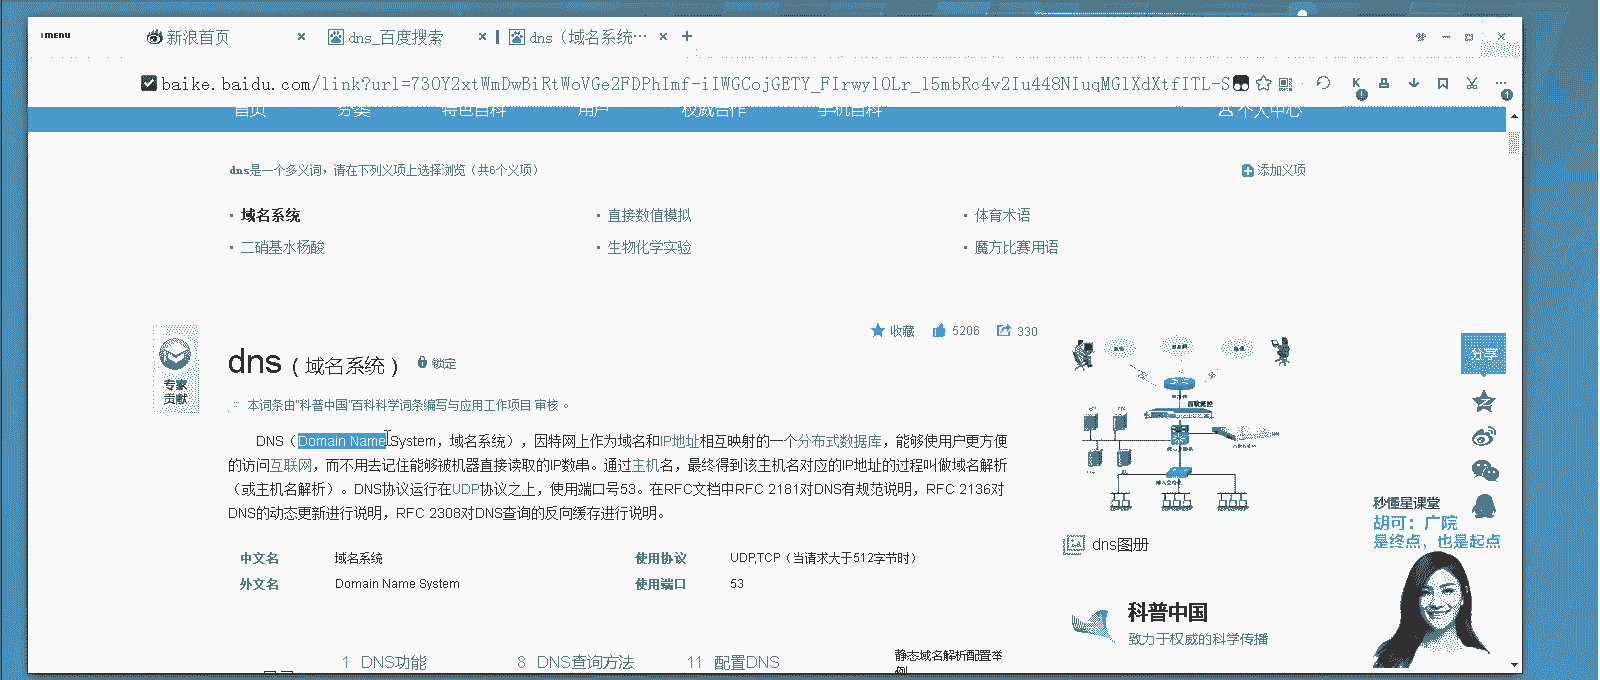 MENU
新浪首页 × dns_百度搜索 × dns（域名系统… × +
baike.baidu.com/link?url=73OY2xtWmDwBiRtWoVGe2FDPhImf-iIWGCojGETY_FIrwylOLr_l5mbRc4v2Iu448NIuqMGlXdXtfITL-S
首页 分类 特色百科 用户 权威合作 手机百科 个人中心
dns是一个多义词，请在下列义项上选择浏览（共6个义项） 添加义项
· 域名系统 · 直接数值模拟 · 体育术语
· 二硝基水杨酸 · 生物化学实验 · 魔方比赛用语
收藏 5206 330
专家
贡献
dns（域名系统） 锁定
分享
本词条由“科普中国”百科科学词条编写与应用工作项目 审核 。
DNS（Domain Name System，域名系统），因特网上作为域名和IP地址相互映射的一个分布式数据库，能够使用户更方便
的访问互联网，而不用去记住能够被机器直接读取的IP数串。通过主机名，最终得到该主机名对应的IP地址的过程叫做域名解析
（或主机名解析）。DNS协议运行在UDP协议之上，使用端口号53。在RFC文档中RFC 2181对DNS有规范说明，RFC 2136对
DNS的动态更新进行说明，RFC 2308对DNS查询的反向缓存进行说明。
dns图册
秒懂星课堂
胡可：广院
是终点，也是起点
中文名 域名系统 使用协议 UDP,TCP（当请求大于512字节时）
外文名 Domain Name System 使用端口 53
科普中国
致力于权威的科学传播
1 DNS功能 8 DNS查询方法 11 配置DNS 静态域名解析配置举
例